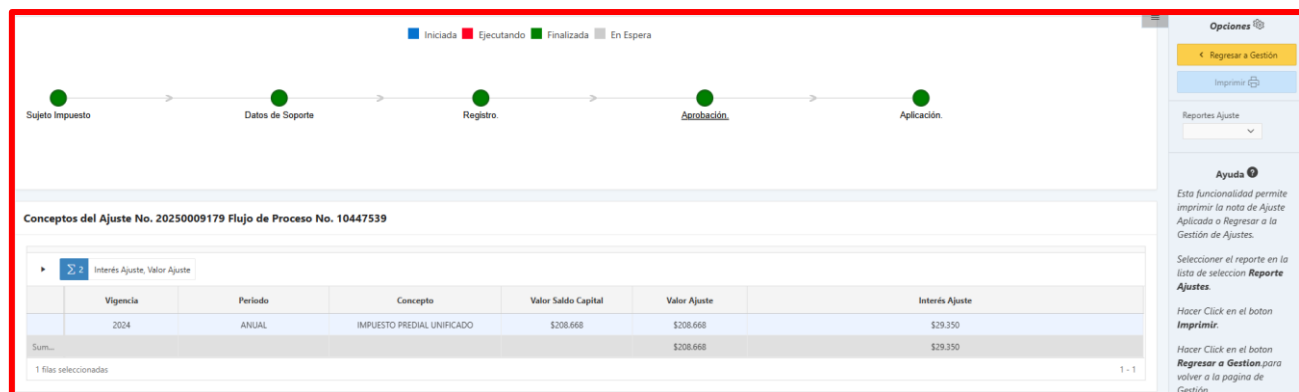 Iniciada Ejecutando Finalizada En Espera
Sujeto Impuesto > Datos de Soporte > Registro. > Aprobación. > Aplicación.
Conceptos del Ajuste No. 20250009179 Flujo de Proceso No. 10447539
2 Interés Ajuste, Valor Ajuste
Vigencia Periodo Concepto Valor Saldo Capital Valor Ajuste Interés Ajuste
2024 ANUAL IMPUESTO PREDIAL UNIFICADO $208.668 $208.668 $29.350
Sum... $208.668 $29.350
1 filas seleccionadas 1 - 1
Opciones
< Regresar a Gestión
Imprimir
Reportes Ajuste
Ayuda
Esta funcionalidad permite
imprimir la nota de Ajuste
Aplicada o Regresar a la
Gestión de Ajustes.
Seleccioner el reporte en la
lista de seleccion Reporte
Ajustes.
Hacer Click en el boton
Imprimir.
Hacer Click en el boton
Regresar a Gestion.para
volver a la pagina de
Gestión